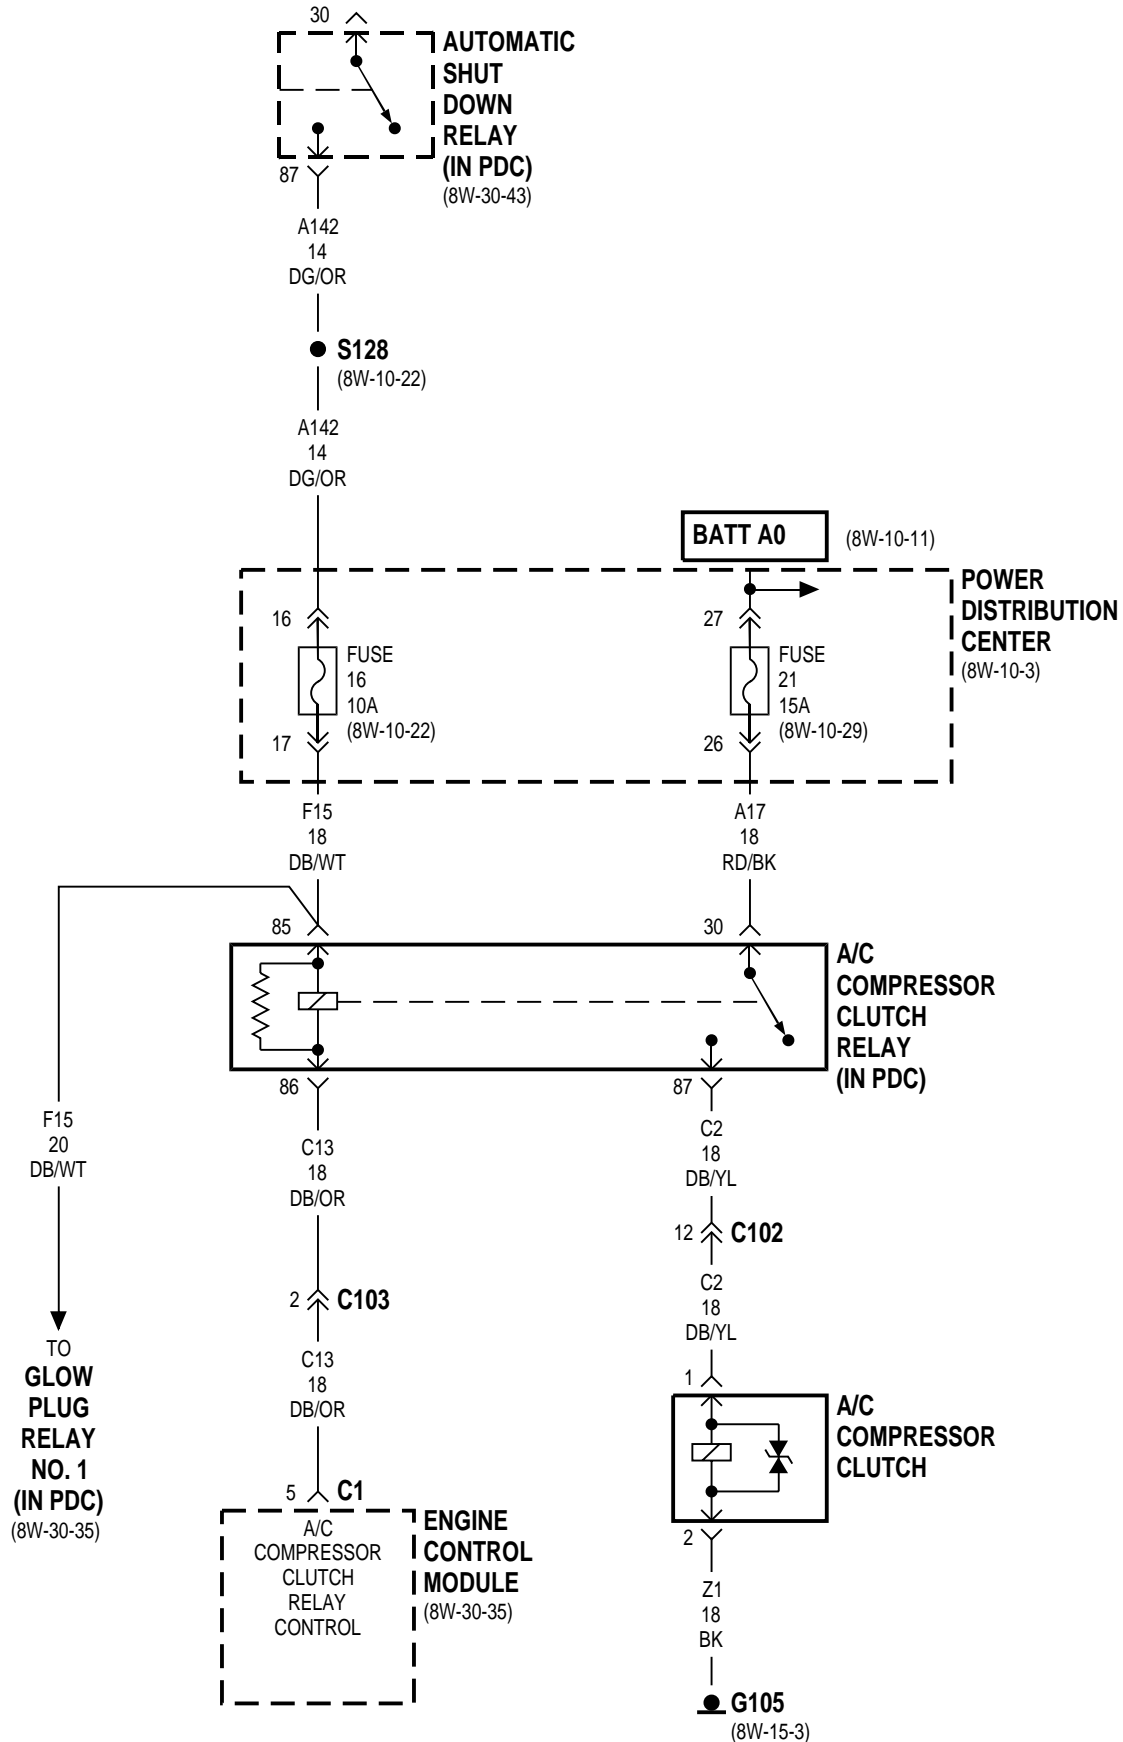 30
AUTOMATIC
SHUT
DOWN
RELAY
(IN PDC)
(8W-30-43)
87
A142
14
DG/OR
S128
(8W-10-22)
A142
14
DG/OR
BATT A0
(8W-10-11)
POWER
DISTRIBUTION
CENTER
(8W-10-3)
16
FUSE
16
10A
(8W-10-22)
17
27
FUSE
21
15A
(8W-10-29)
26
F15
18
DB/WT
A17
18
RD/BK
85
30
A/C
COMPRESSOR
CLUTCH
RELAY
(IN PDC)
86
87
F15
20
DB/WT
C13
18
DB/OR
C2
18
DB/YL
12 C102
2 C103
C2
18
DB/YL
C13
18
DB/OR
TO
GLOW
PLUG
RELAY
NO. 1
(IN PDC)
(8W-30-35)
1
A/C
COMPRESSOR
CLUTCH
5 C1
A/C
COMPRESSOR
CLUTCH
RELAY
CONTROL
ENGINE
CONTROL
MODULE
(8W-30-35)
2
Z1
18
BK
G105
(8W-15-3)